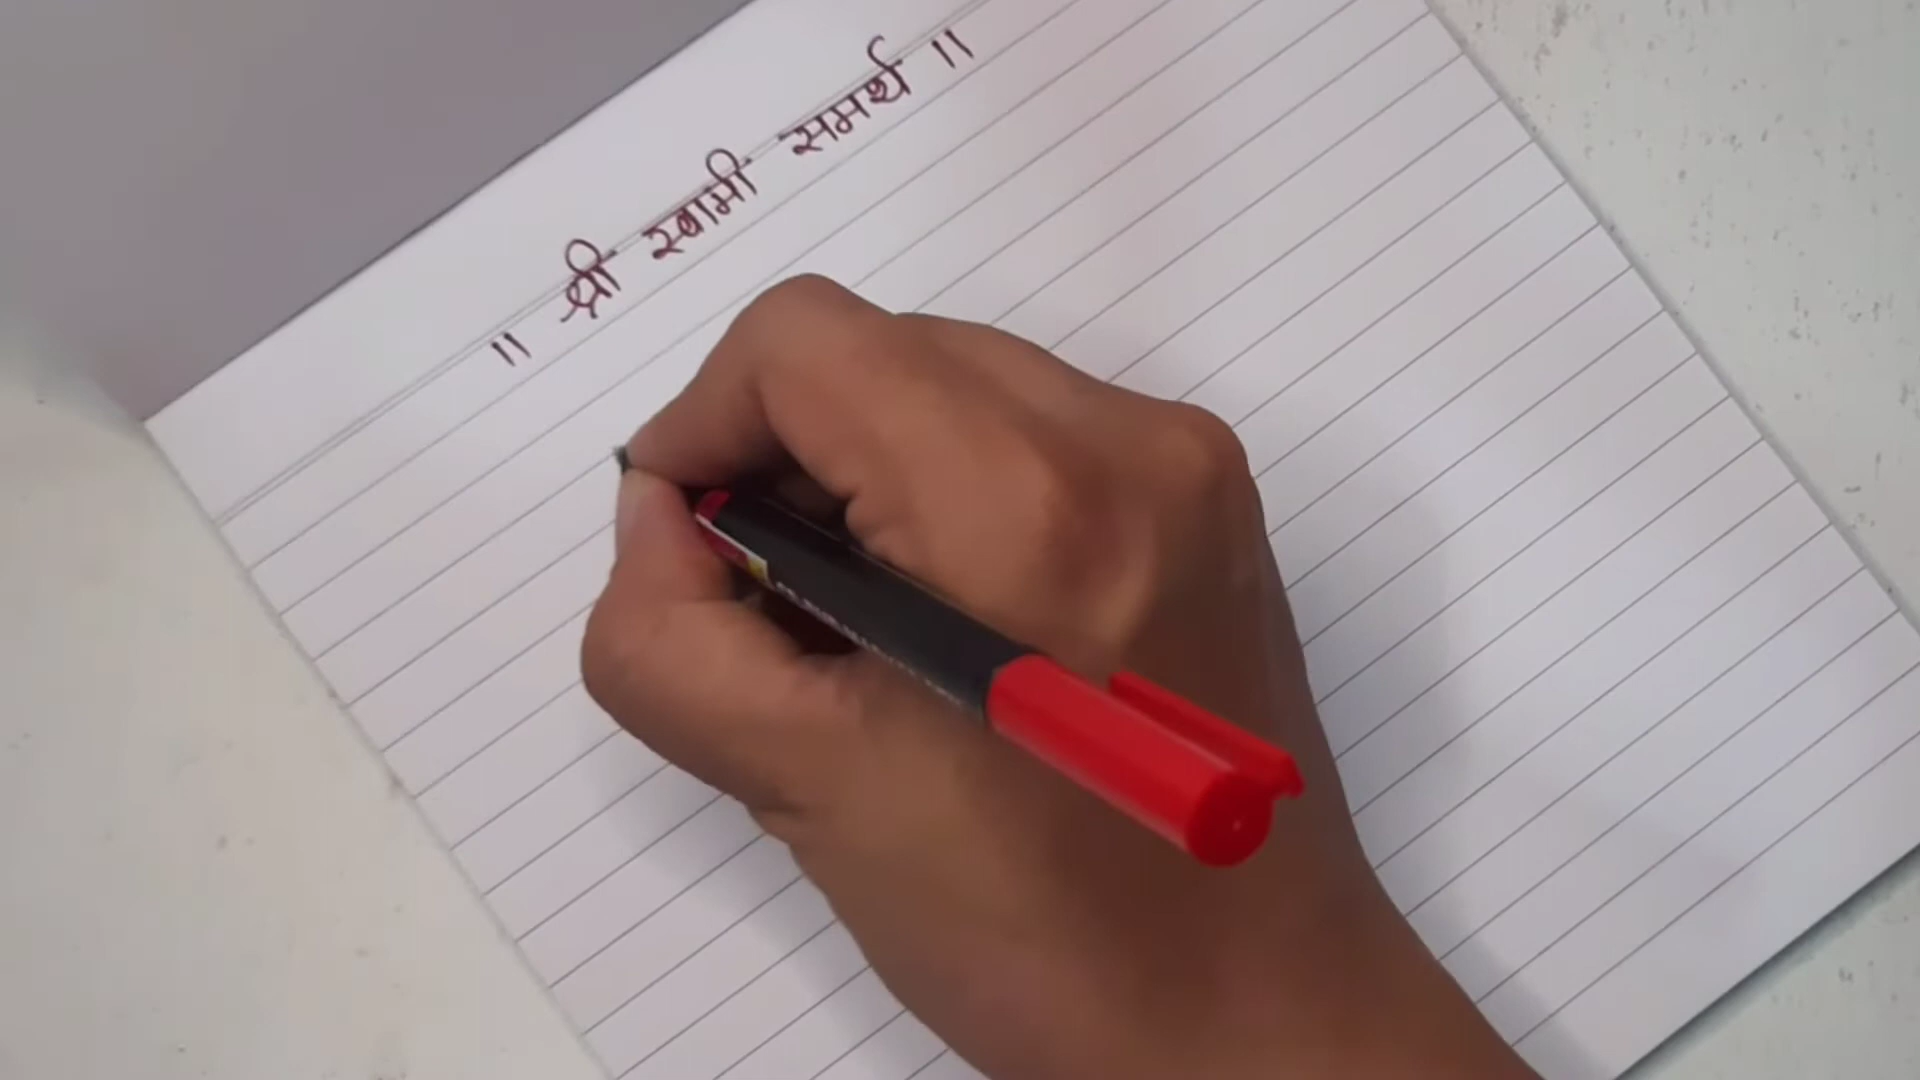 ॥ श्री स्वामी समर्थ ॥